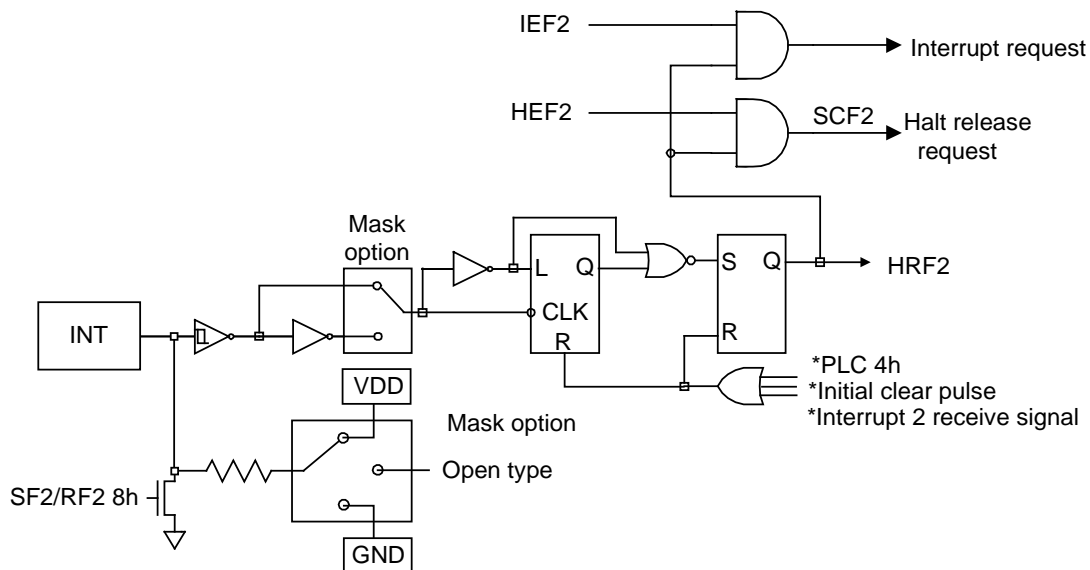 IEF2
Interrupt request
HEF2
SCF2
Halt release
request
Mask
option
L
Q
CLK
R
S
Q
R
HRF2
INT
*PLC 4h
*Initial clear pulse
*Interrupt 2 receive signal
VDD
Mask option
Open type
SF2/RF2 8h
GND